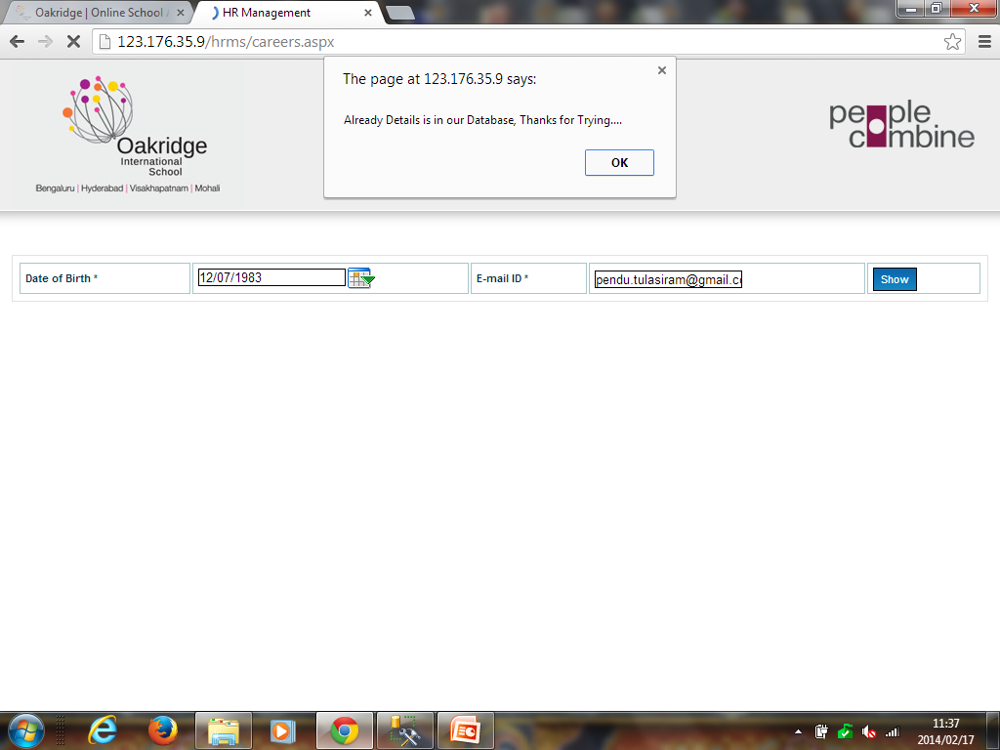 Oakridge | Online School
HR Management
123.176.35.9/hrms/careers.aspx
The page at 123.176.35.9 says:
Already Details is in our Database, Thanks for Trying....
OK
Oakridge
International
School
Bengaluru | Hyderabad | Visakhapatnam | Mohali
people
combine
Date of Birth *
12/07/1983
E-mail ID *
pendu.tulasiram@gmail.c
Show
11:37
2014/02/17